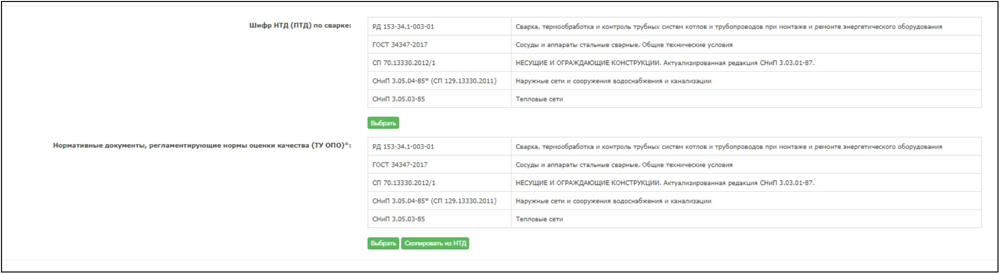 Шифр НТД (ПТД) по сварке:
РД 153-34.1-003-01 Сварка, термообработка и контроль трубных систем котлов и трубопроводов при монтаже и ремонте энергетического оборудования
ГОСТ 34347-2017 Сосуды и аппараты стальные сварные. Общие технические условия
СП 70.13330.2012/1 НЕСУЩИЕ И ОГРАЖДАЮЩИЕ КОНСТРУКЦИИ. Актуализированная редакция СНиП 3.03.01-87.
СНиП 3.05.04-85* (СП 129.13330.2011) Наружные сети и сооружения водоснабжения и канализации
СНиП 3.05.03-85 Тепловые сети
Выбрать
Нормативные документы, регламентирующие нормы оценки качества (ТУ ОПО)*:
РД 153-34.1-003-01 Сварка, термообработка и контроль трубных систем котлов и трубопроводов при монтаже и ремонте энергетического оборудования
ГОСТ 34347-2017 Сосуды и аппараты стальные сварные. Общие технические условия
СП 70.13330.2012/1 НЕСУЩИЕ И ОГРАЖДАЮЩИЕ КОНСТРУКЦИИ. Актуализированная редакция СНиП 3.03.01-87.
СНиП 3.05.04-85* (СП 129.13330.2011) Наружные сети и сооружения водоснабжения и канализации
СНиП 3.05.03-85 Тепловые сети
Выбрать Скопировать из НТД